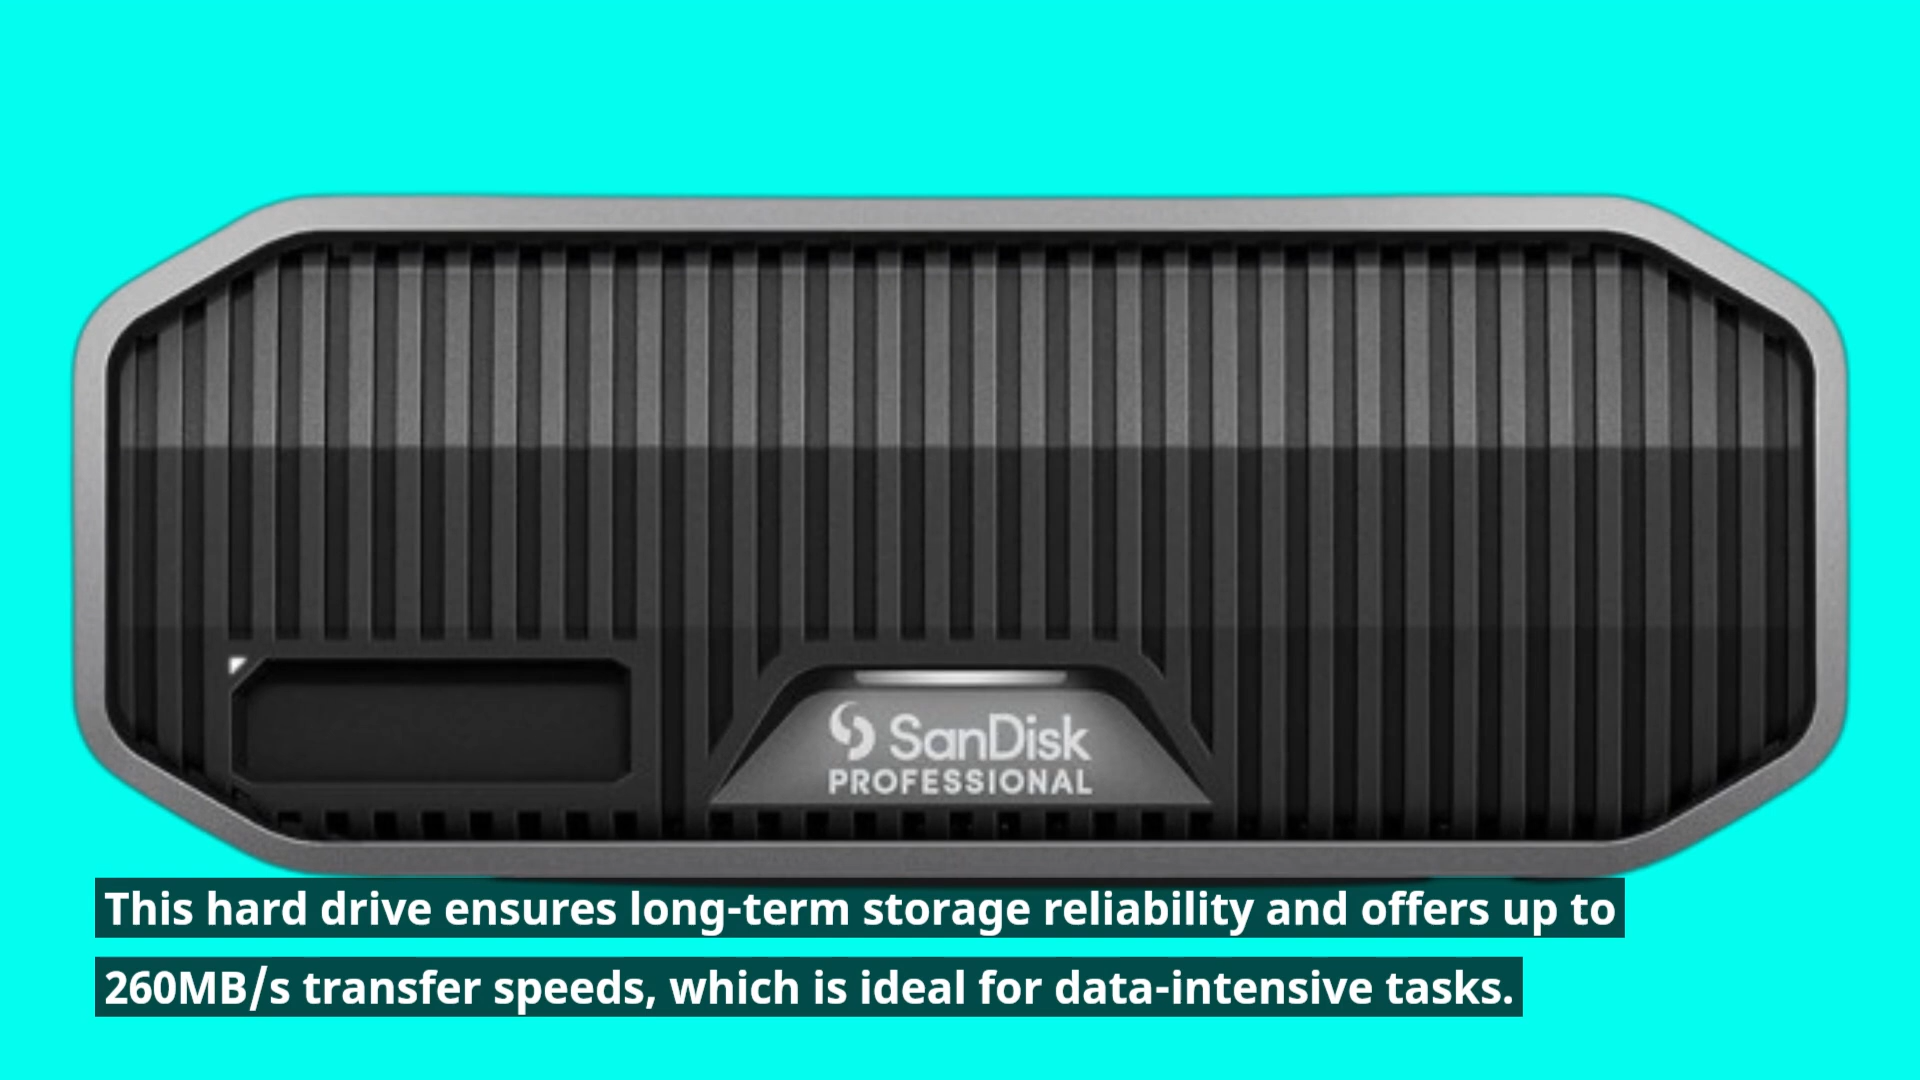 SanDisk
PROFESSIONAL
This hard drive ensures long-term storage reliability and offers up to
260MB/s transfer speeds, which is ideal for data-intensive tasks.